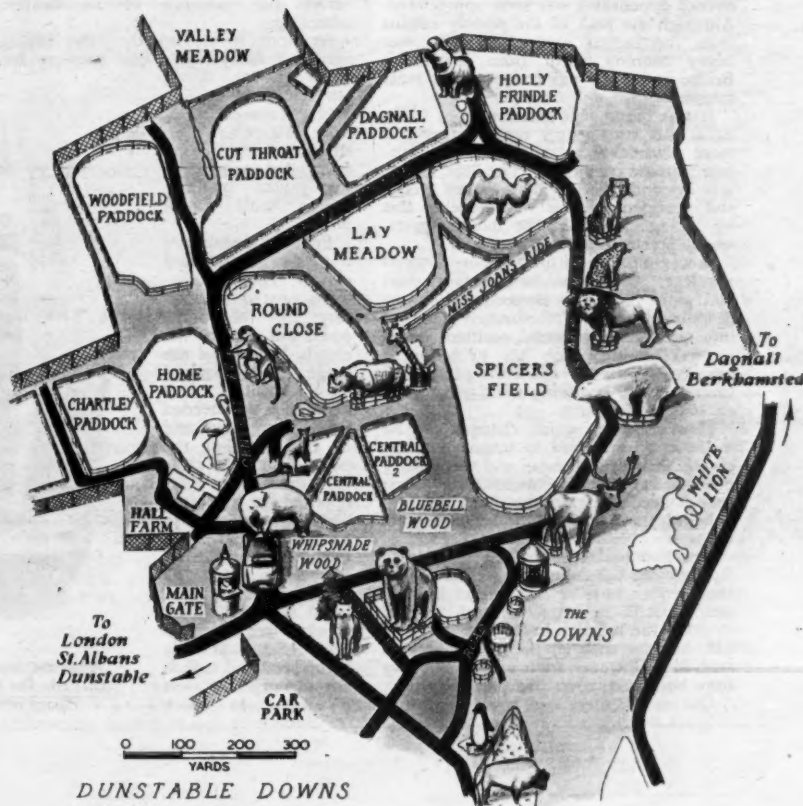 VALLEY
MEADOW
HOLLY
FRINDLE
PADDOCK
DAGNALL
PADDOCK
CUT THROAT
PADDOCK
WOODFIELD
PADDOCK
LAY
MEADOW
MISS JOANS RIDE
ROUND
CLOSE
To
Dagnall
Berkhamsted
HOME
PADDOCK
SPICERS
FIELD
CHARTLEY
PADDOCK
CENTRAL
PADDOCK
2
CENTRAL
PADDOCK
WHITE
LION
BLUEBELL
WOOD
HALL
FARM
WHIPSNADE
WOOD
MAIN
GATE
THE
DOWNS
To
London
St.Albans
Dunstable
CAR
PARK
0 100 200 300
YARDS
DUNSTABLE DOWNS